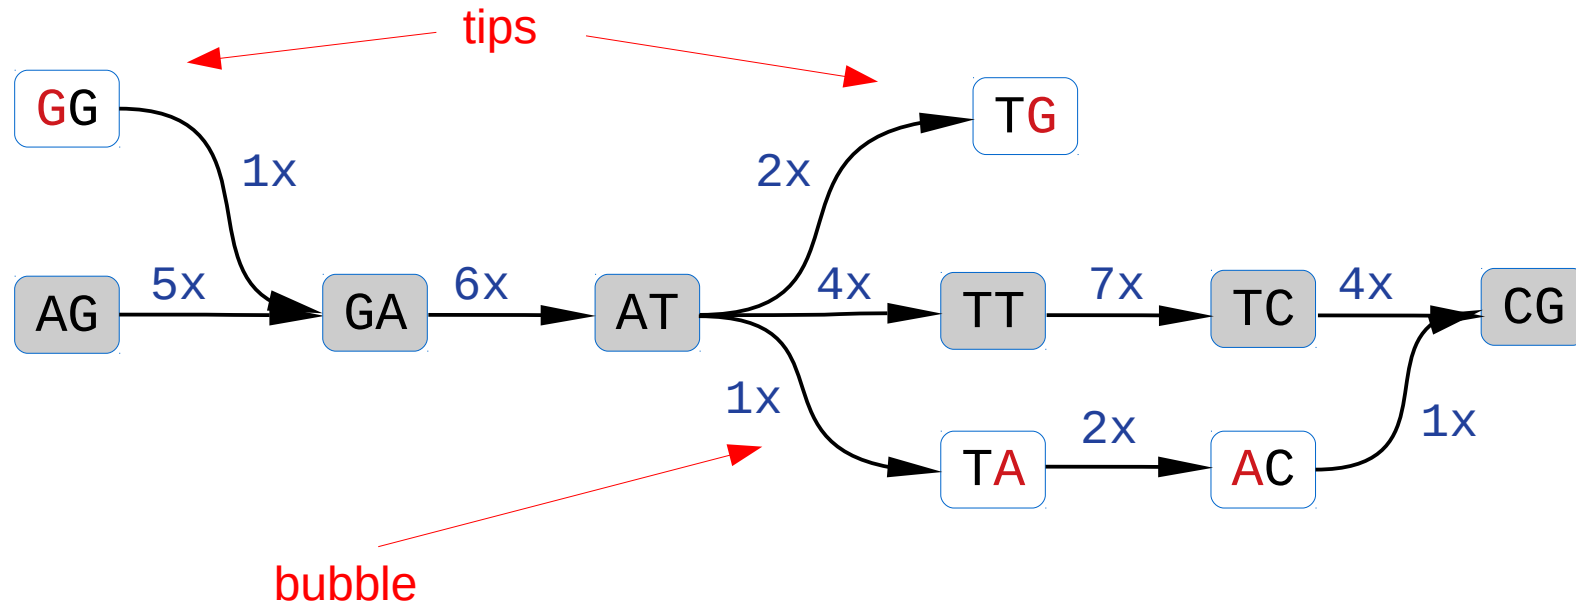 tips
GG
TG
1x
2x
AG
5x
GA
6x
AT
4x
TT
7x
TC
4x
CG
1x
TA
2x
AC
1x
bubble